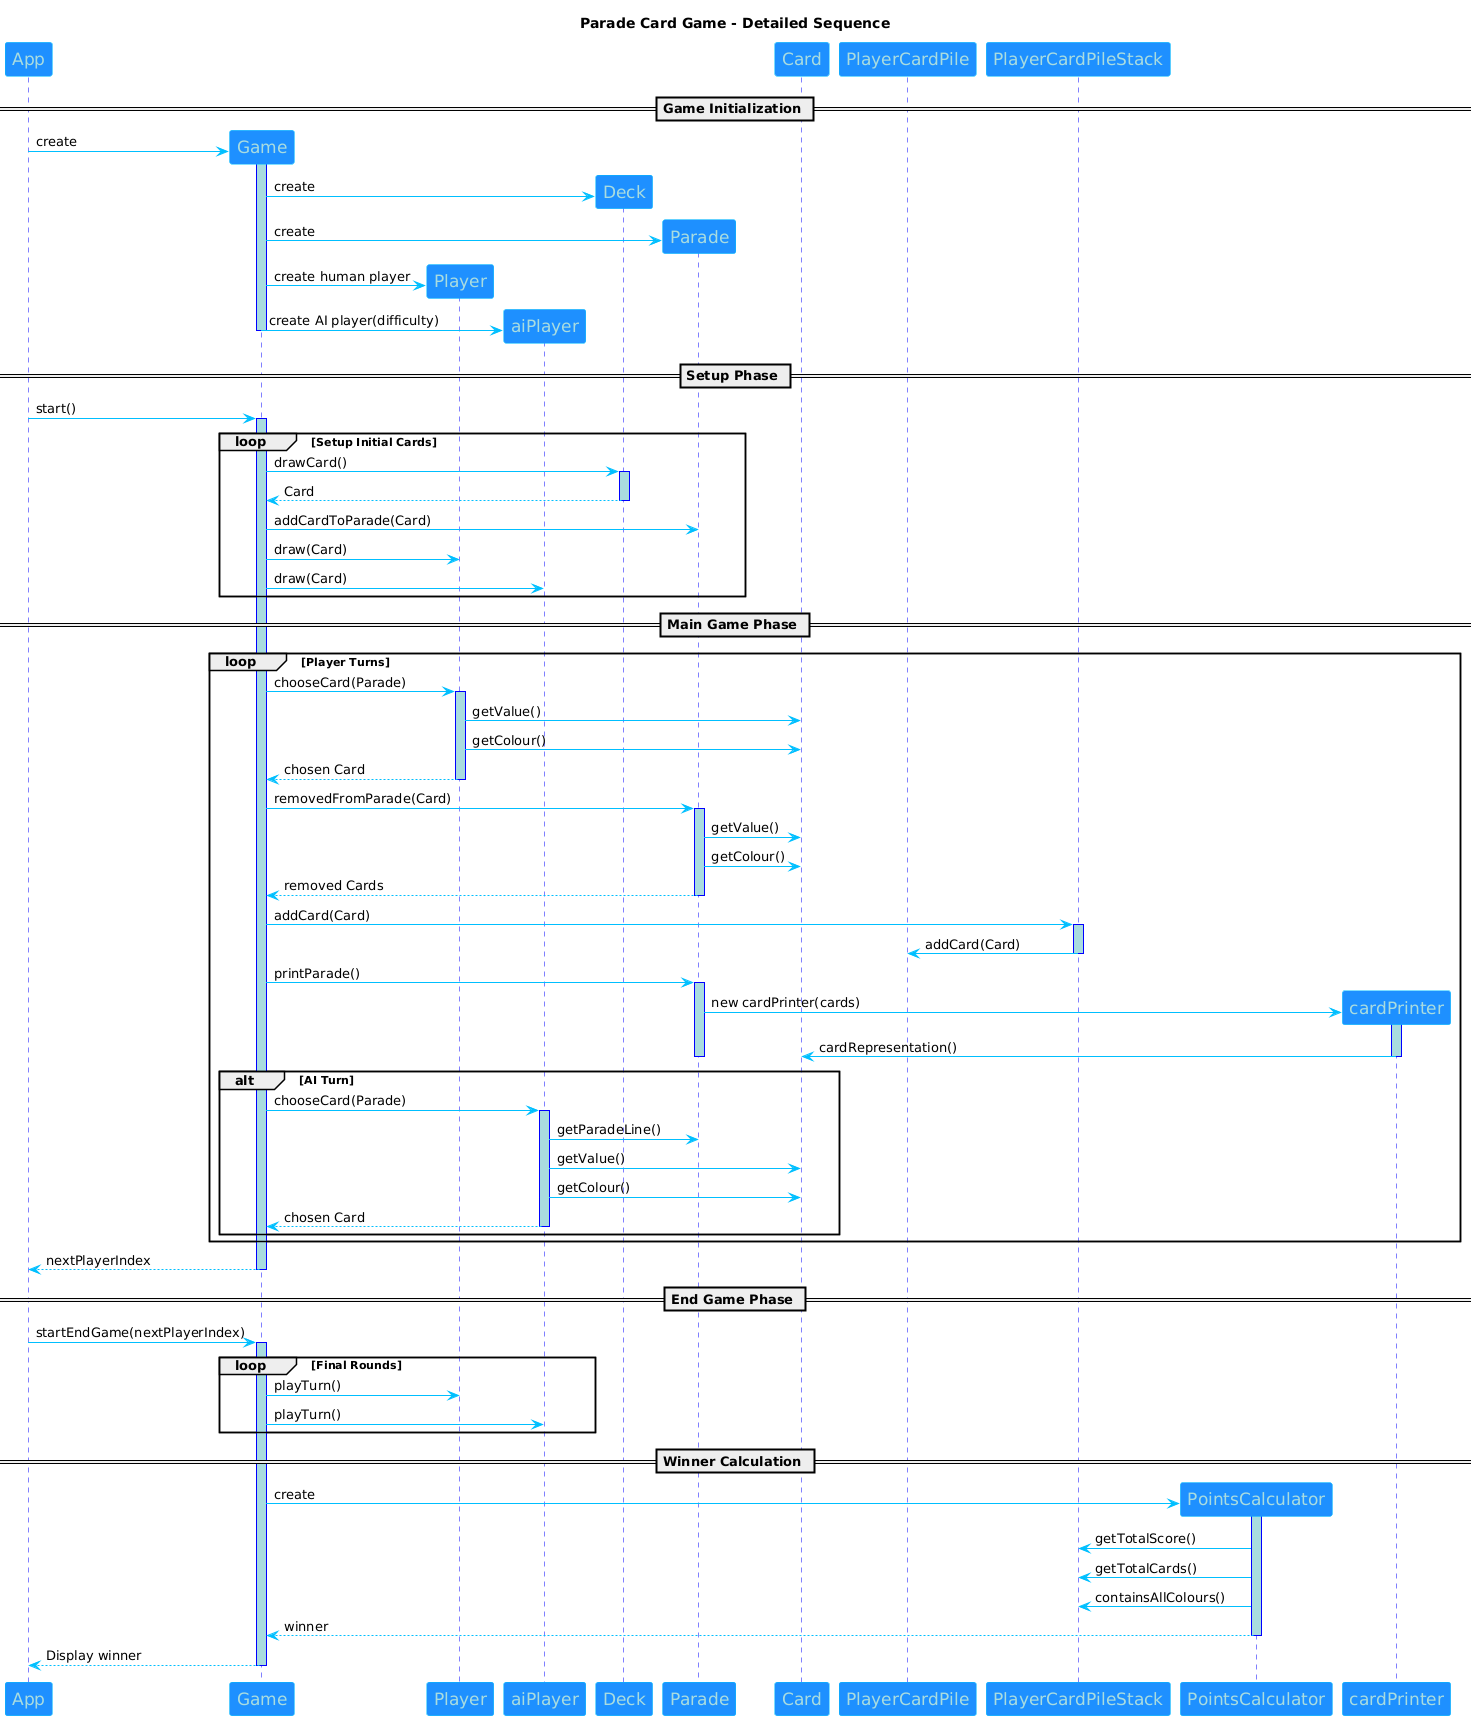 Parade Card Game - Detailed Sequence
App Card PlayerCardPile PlayerCardPileStack
Game Initialization
create
Game
create
Deck
create
Parade
create human player
Player
create AI player(difficulty)
aiPlayer
Setup Phase
start()
loop [Setup Initial Cards]
drawCard()
Card
addCardToParade(Card)
draw(Card)
draw(Card)
Main Game Phase
loop [Player Turns]
chooseCard(Parade)
getValue()
getColour()
chosen Card
removedFromParade(Card)
getValue()
getColour()
removed Cards
addCard(Card)
addCard(Card)
printParade()
new cardPrinter(cards)
cardPrinter
cardRepresentation()
alt [AI Turn]
chooseCard(Parade)
getParadeLine()
getValue()
getColour()
chosen Card
nextPlayerIndex
End Game Phase
startEndGame(nextPlayerIndex)
loop [Final Rounds]
playTurn()
playTurn()
Winner Calculation
create
PointsCalculator
getTotalScore()
getTotalCards()
containsAllColours()
winner
Display winner
App Game Player aiPlayer Deck Parade Card PlayerCardPile PlayerCardPileStack PointsCalculator cardPrinter